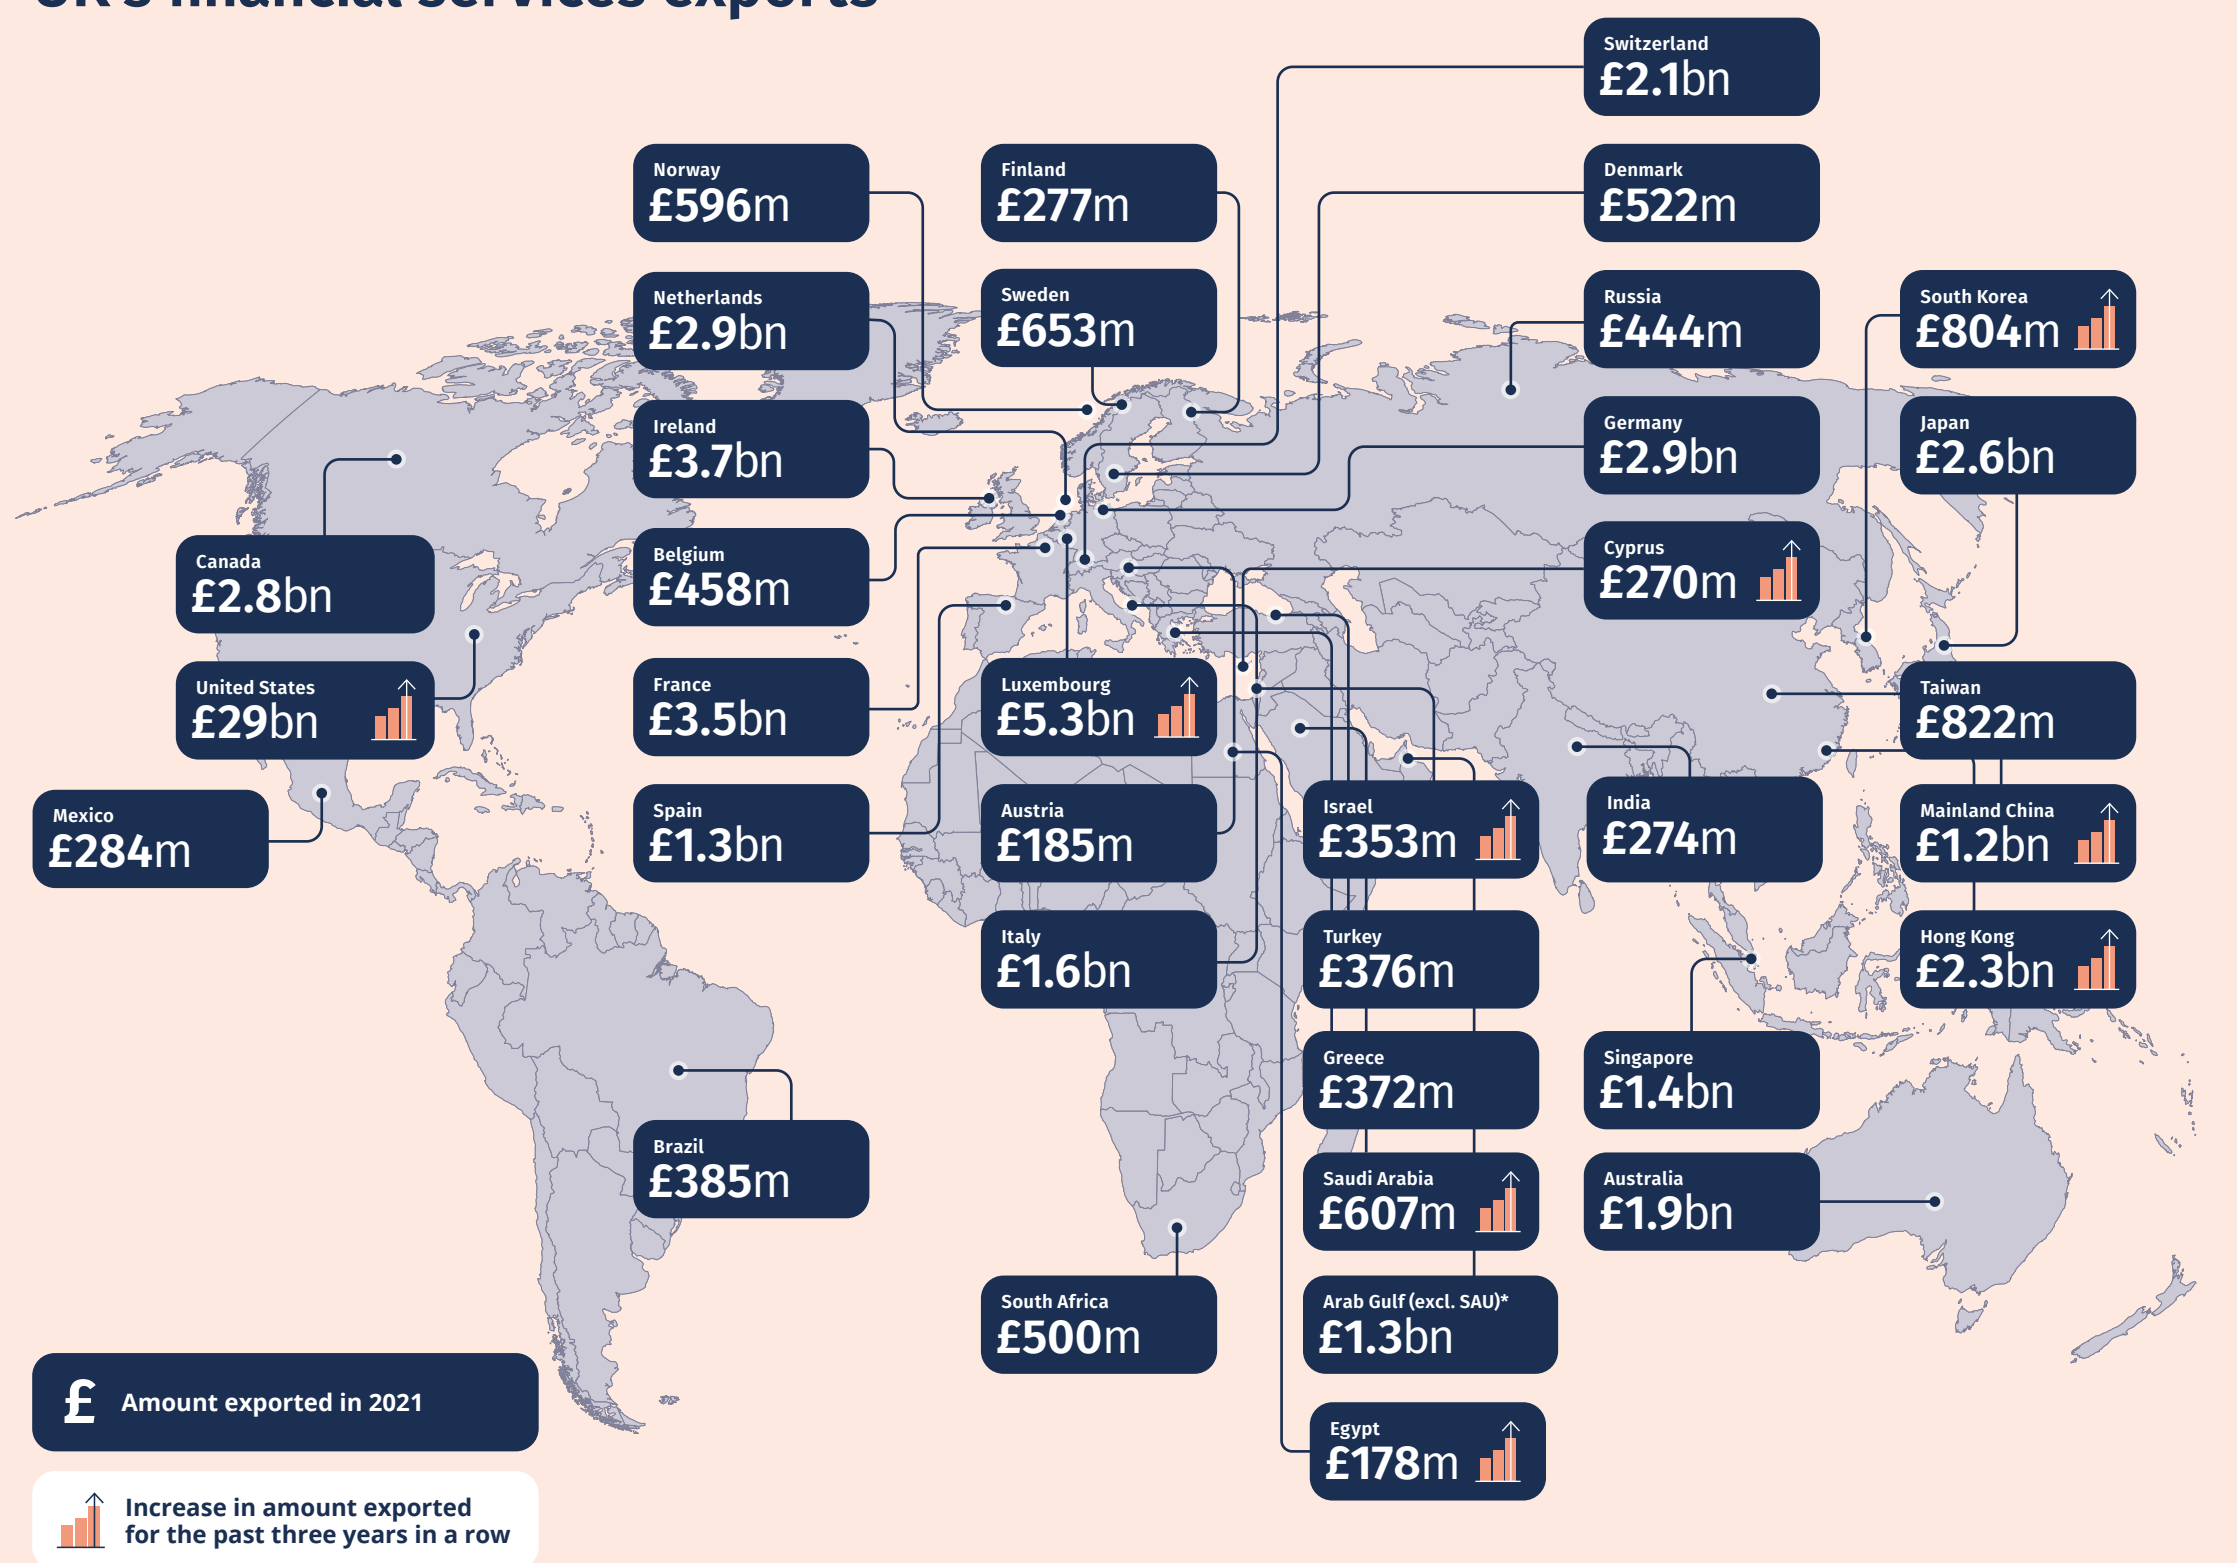 UK's financial services exports
Switzerland
£2.1bn
Norway
£596m
Finland
£277m
Denmark
£522m
Netherlands
£2.9bn
Sweden
£653m
Russia
£444m
South Korea
£804m
Ireland
£3.7bn
Germany
£2.9bn
Japan
£2.6bn
Canada
£2.8bn
Belgium
£458m
Cyprus
£270m
United States
£29bn
France
£3.5bn
Luxembourg
£5.3bn
Taiwan
£822m
Mexico
£284m
Spain
£1.3bn
Austria
£185m
Israel
£353m
India
£274m
Mainland China
£1.2bn
Italy
£1.6bn
Turkey
£376m
Hong Kong
£2.3bn
Greece
£372m
Singapore
£1.4bn
Brazil
£385m
Saudi Arabia
£607m
Australia
£1.9bn
South Africa
£500m
Arab Gulf (excl. SAU)*
£1.3bn
Egypt
£178m
£ Amount exported in 2021
Increase in amount exported
for the past three years in a row